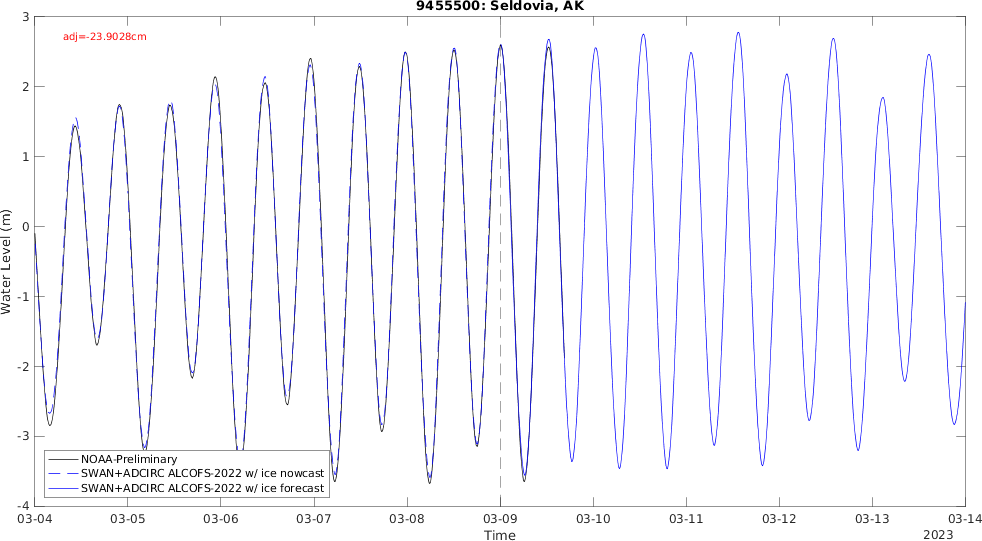 9455500: Seldovia, AK
adj=-23.9028cm
3
2
1
0
-1
-2
-3
-4
Water Level (m)
NOAA-Preliminary
SWAN+ADCIRC ALCOFS-2022 w/ ice nowcast
SWAN+ADCIRC ALCOFS-2022 w/ ice forecast
03-04 03-05 03-06 03-07 03-08 03-09 03-10 03-11 03-12 03-13 03-14
Time
2023